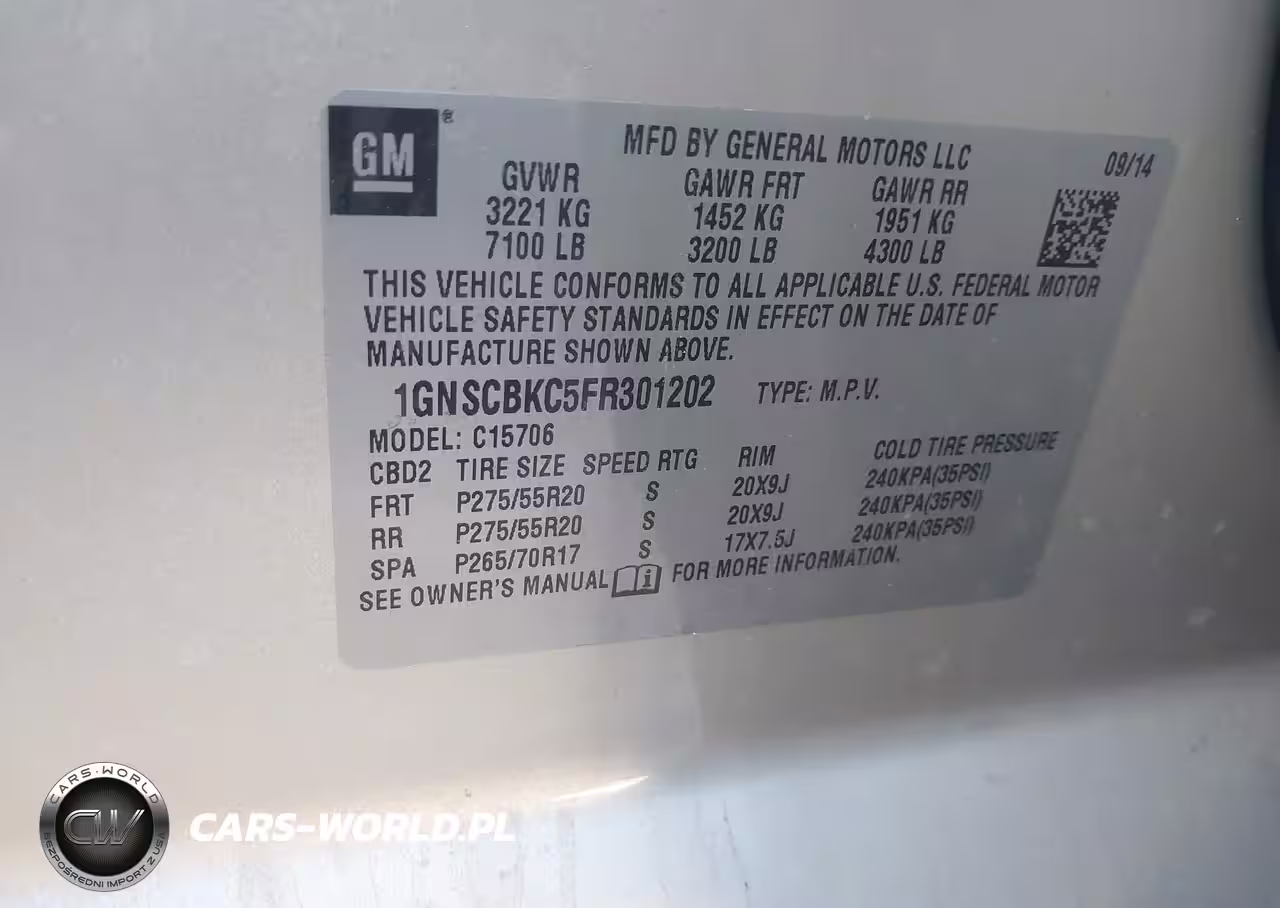 GM®
MFD BY GENERAL MOTORS LLC 09/14
GVWR GAWR FRT GAWR RR
3221 KG 1452 KG 1951 KG
7100 LB 3200 LB 4300 LB
THIS VEHICLE CONFORMS TO ALL APPLICABLE U.S. FEDERAL MOTOR
VEHICLE SAFETY STANDARDS IN EFFECT ON THE DATE OF
MANUFACTURE SHOWN ABOVE.
1GNSCBKC5FR301202 TYPE: M.P.V.
MODEL: C15706
CBD2 TIRE SIZE SPEED RTG RIM COLD TIRE PRESSURE
FRT P275/55R20 S 20X9J 240KPA(35PSI)
RR P275/55R20 S 20X9J 240KPA(35PSI)
SPA P265/70R17 S 17X7.5J 240KPA(35PSI)
SEE OWNER'S MANUAL FOR MORE INFORMATION.
CARS-WORLD
CW
BEZPOŚREDNI IMPORT Z USA
CARS-WORLD.PL